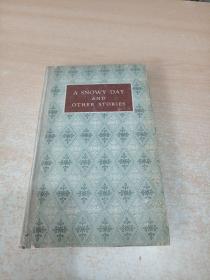 A SNOWY DAY
AND
OTHER STORIES